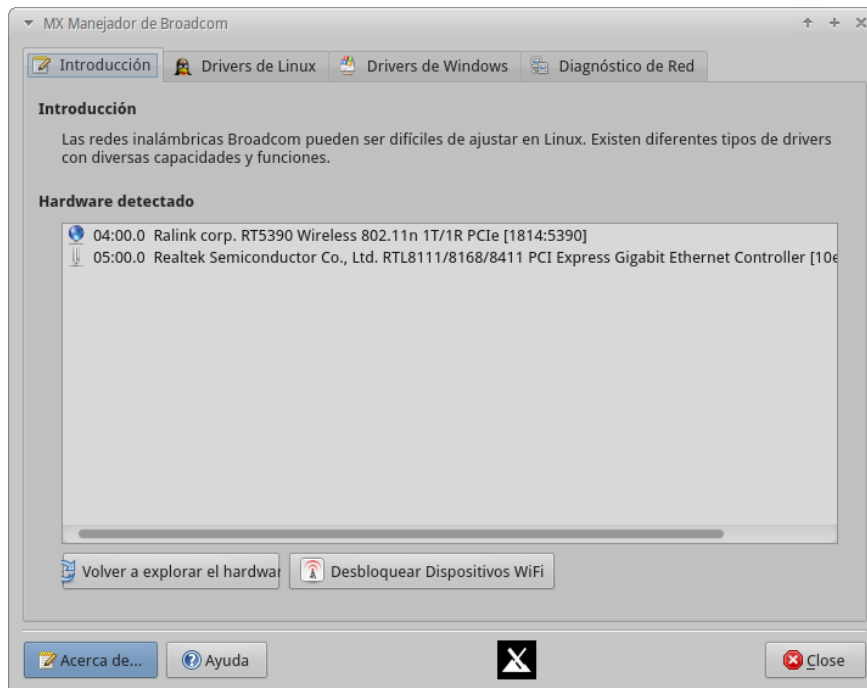 MX Manejador de Broadcom
Introducción
Drivers de Linux
Drivers de Windows
Diagnóstico de Red
Introducción
Las redes inalámbricas Broadcom pueden ser difíciles de ajustar en Linux. Existen diferentes tipos de drivers
con diversas capacidades y funciones.
Hardware detectado
04:00.0 Ralink corp. RT5390 Wireless 802.11n 1T/1R PCIe [1814:5390]
05:00.0 Realtek Semiconductor Co., Ltd. RTL8111/8168/8411 PCI Express Gigabit Ethernet Controller [10e
Volver a explorar el hardwar
Desbloquear Dispositivos WiFi
Acerca de...
Ayuda
Close